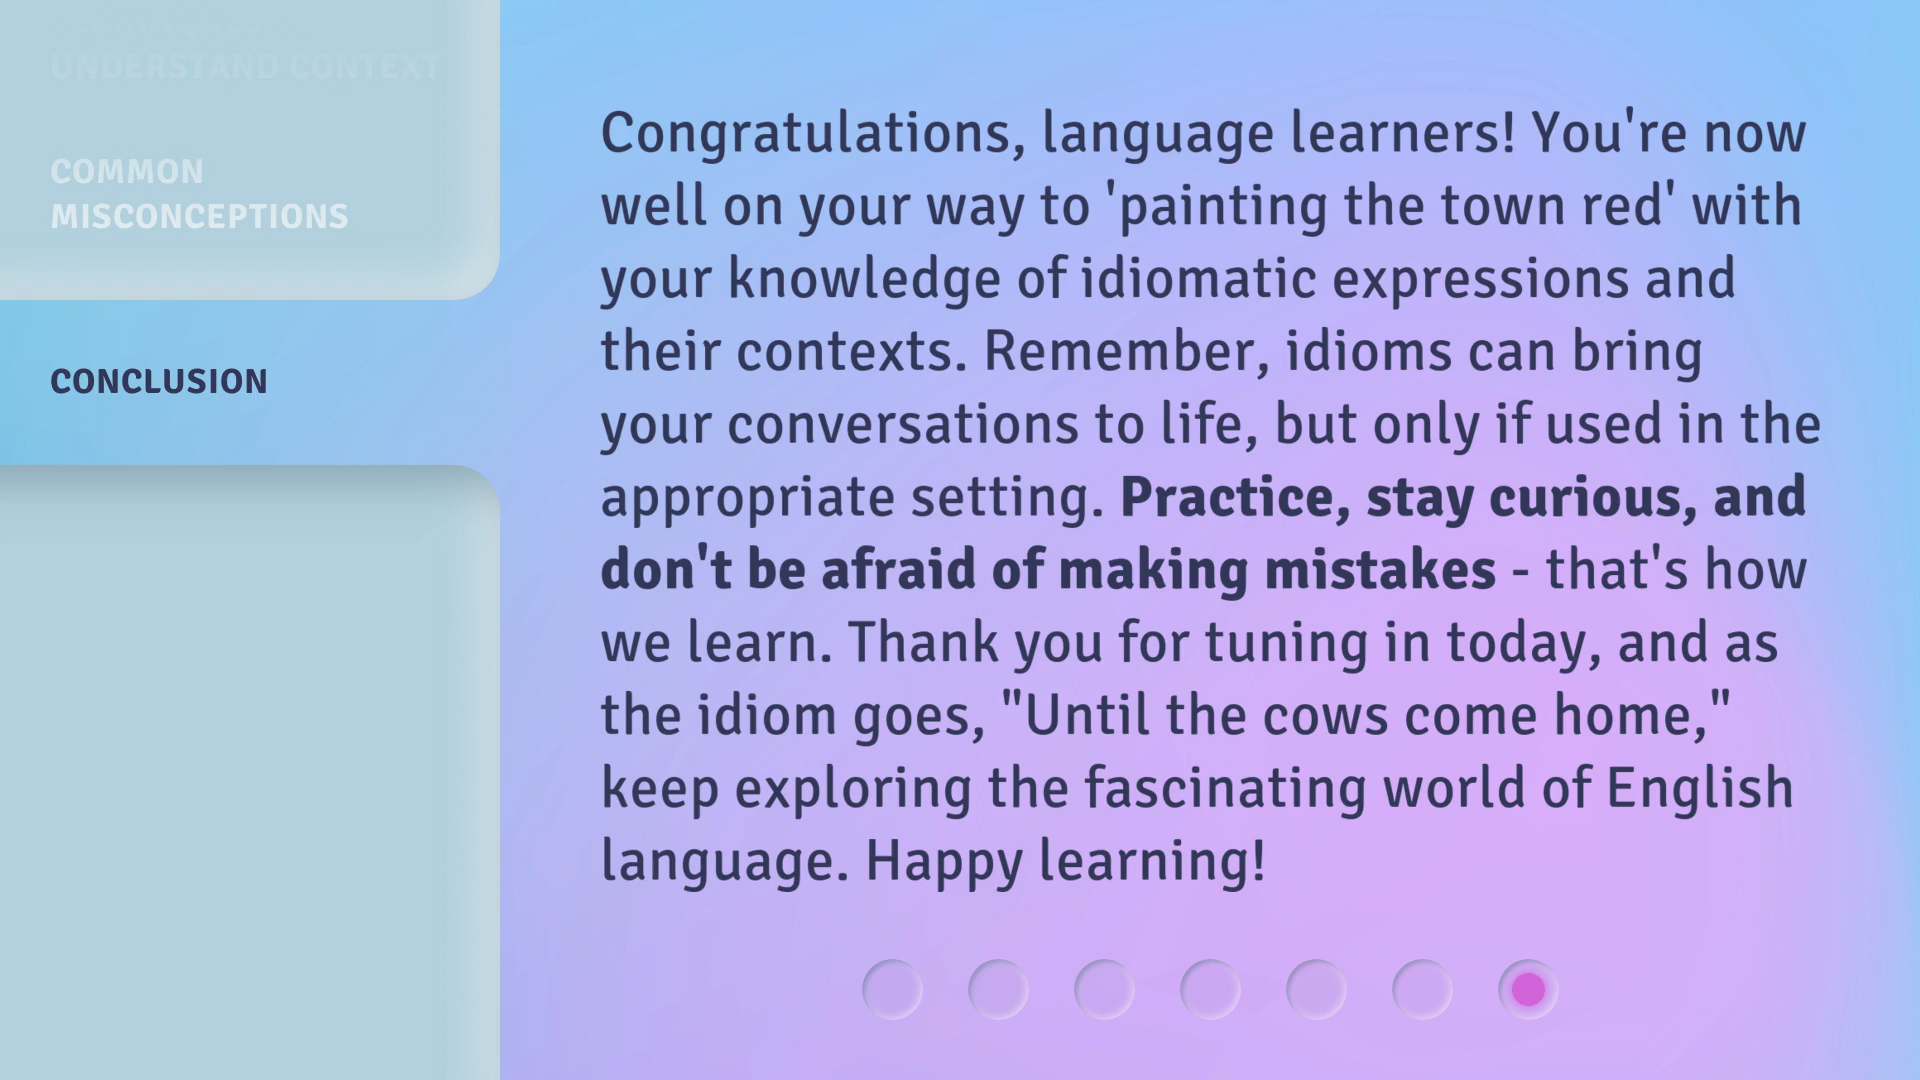 UNDERSTAND CONTEXT
COMMON
MISCONCEPTIONS
CONCLUSION
Congratulations, language learners! You're now
well on your way to 'painting the town red' with
your knowledge of idiomatic expressions and
their contexts. Remember, idioms can bring
your conversations to life, but only if used in the
appropriate setting. Practice, stay curious, and
don't be afraid of making mistakes - that's how
we learn. Thank you for tuning in today, and as
the idiom goes, "Until the cows come home,"
keep exploring the fascinating world of English
language. Happy learning!